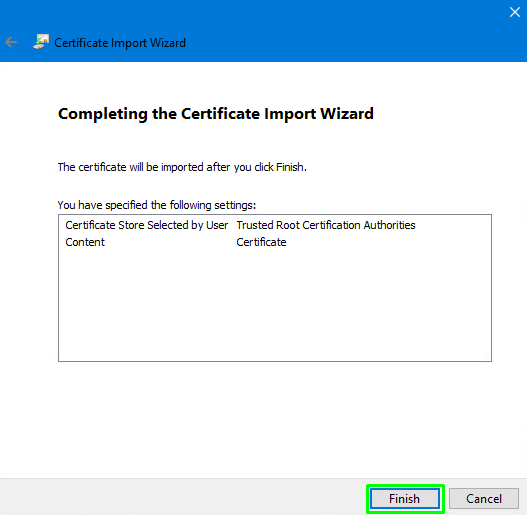 Certificate Import Wizard
Completing the Certificate Import Wizard
The certificate will be imported after you click Finish.
You have specified the following settings:
Certificate Store Selected by User Trusted Root Certification Authorities
Content Certificate
Finish Cancel